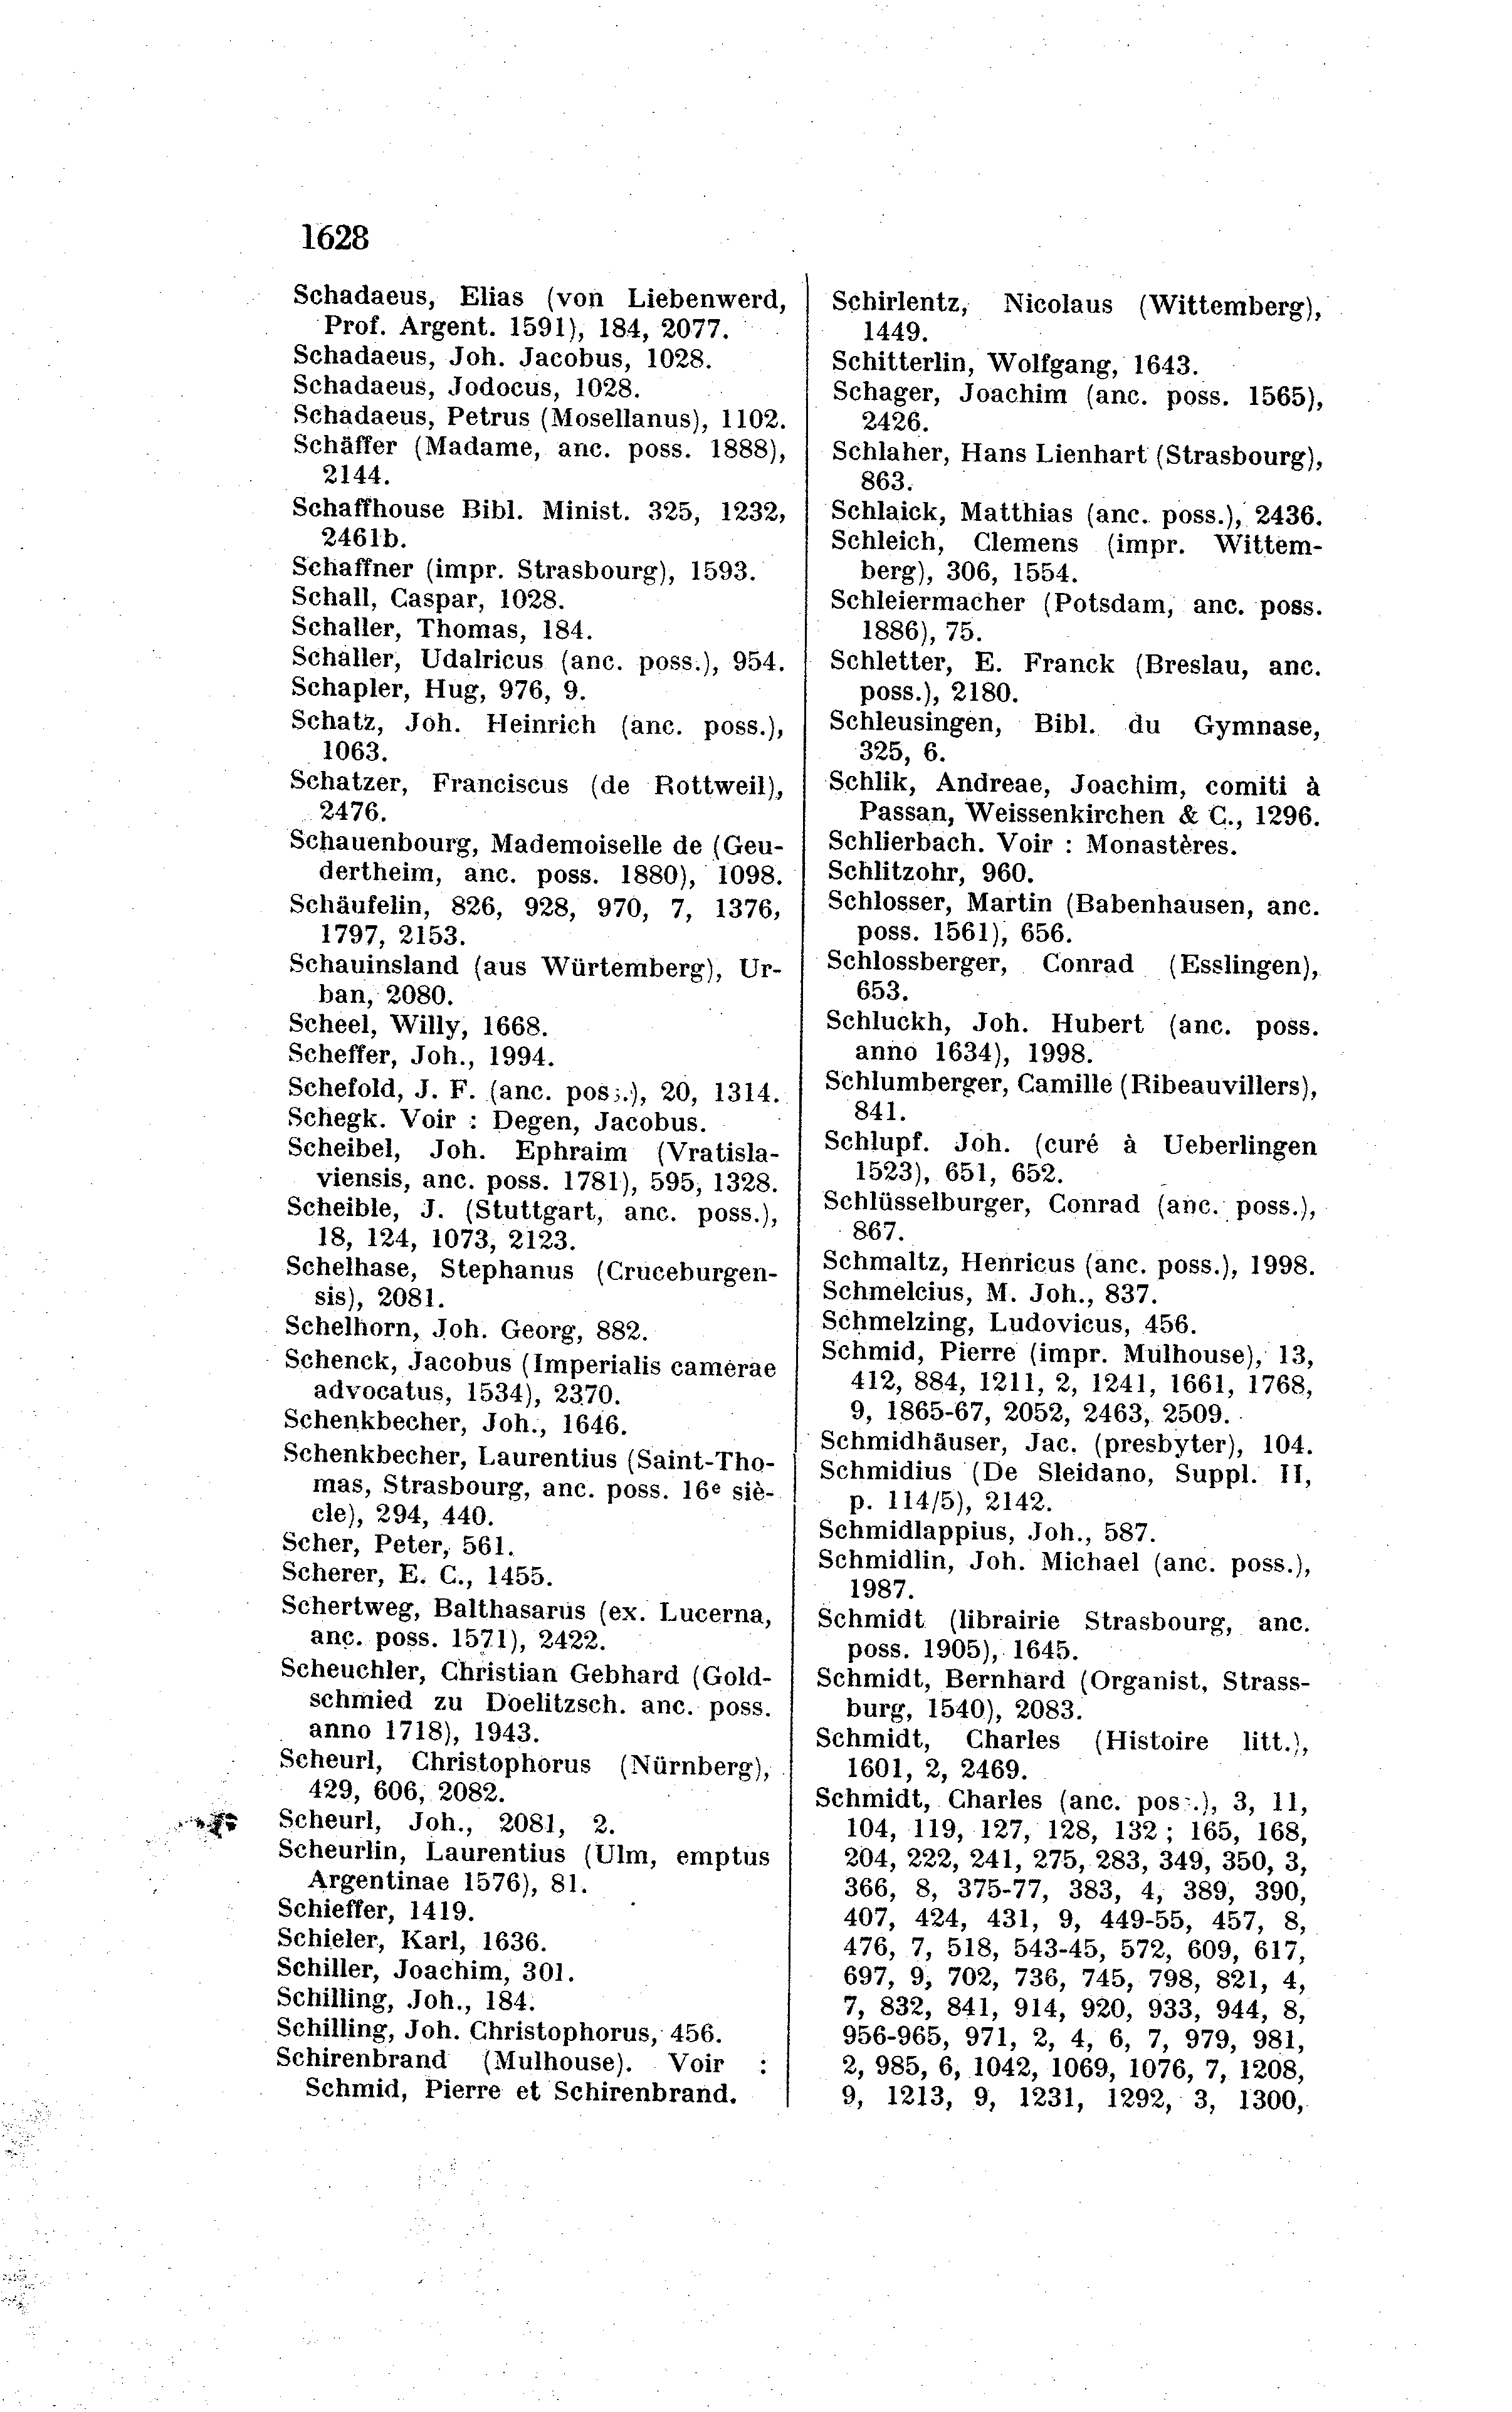 1628
Schadaeus, Elias (von Liebenwerd,
Prof. Argent. 1591), 184, 2077.
Schadaeus, Joh. Jacobus, 1028.
Schadaeus, Jodocus, 1028.
Schadaeus, Petrus (Mosellanus), 1102.
Schäffer (Madame, anc. poss. 1888),
2144.
Schaffhouse Bibl. Minist. 325, 1232,
2461b.
Schaffner (impr. Strasbourg), 1593.
Schall, Caspar, 1028.
Schaller, Thomas, 184.
Schaller, Udalricus (anc. poss.), 954.
Schapler, Hug, 976, 9.
Schatz, Joh. Heinrich (anc. poss.),
1063.
Schatzer, Franciscus (de Rottweil),
2476.
Schauenbourg, Mademoiselle de (Geu-
dertheim, anc. poss. 1880), 1098.
Schäufelin, 826, 928, 970, 7, 1376,
1797, 2153.
Schauinsland (aus Würtemberg), Ur-
ban, 2080.
Scheel, Willy, 1668.
Scheffer, Joh., 1994.
Schefold, J. F. (anc. poss.), 20, 1314.
Schegk. Voir : Degen, Jacobus.
Scheibel, Joh. Ephraim (Vratisla-
viensis, anc. poss. 1781), 595, 1328.
Scheible, J. (Stuttgart, anc. poss.),
18, 124, 1073, 2123.
Schelhase, Stephanus (Cruceburgen-
sis), 2081.
Schelhorn, Joh. Georg, 882.
Schenck, Jacobus (Imperialis camerae
advocatus, 1534), 2370.
Schenkbecher, Joh., 1646.
Schenkbecher, Laurentius (Saint-Tho-
mas, Strasbourg, anc. poss. 16e siè-
cle), 294, 440.
Scher, Peter, 561.
Scherer, E. C., 1455.
Schertweg, Balthasarus (ex. Lucerna,
anc. poss. 1571), 2422.
Scheuchler, Christian Gebhard (Gold-
schmied zu Doelitzsch. anc. poss.
anno 1718), 1943.
Scheurl, Christophorus (Nürnberg),
429, 606, 2082.
Scheurl, Joh., 2081, 2.
Scheurlin, Laurentius (Ulm, emptus
Argentinae 1576), 81.
Schieffer, 1419.
Schieler, Karl, 1636.
Schiller, Joachim, 301.
Schilling, Joh., 184.
Schilling, Joh. Christophorus, 456.
Schirenbrand (Mulhouse). Voir :
Schmid, Pierre et Schirenbrand.
Schirlentz, Nicolaus (Wittemberg),
1449.
Schitterlin, Wolfgang, 1643.
Schager, Joachim (anc. poss. 1565),
2426.
Schlaher, Hans Lienhart (Strasbourg),
863.
Schlaick, Matthias (anc. poss.), 2436.
Schleich, Clemens (impr. Wittem-
berg), 306, 1554.
Schleiermacher (Potsdam, anc. poss.
1886), 75.
Schletter, E. Franck (Breslau, anc.
poss.), 2180.
Schleusingen, Bibl. du Gymnase,
325, 6.
Schlik, Andreae, Joachim, comiti à
Passan, Weissenkirchen & C., 1296.
Schlierbach. Voir : Monastères.
Schlitzohr, 960.
Schlosser, Martin (Babenhausen, anc.
poss. 1561), 656.
Schlossberger, Conrad (Esslingen),
653.
Schluckh, Joh. Hubert (anc. poss.
anno 1634), 1998.
Schlumberger, Camille (Ribeauvillers),
841.
Schlupf. Joh. (curé à Ueberlingen
1523), 651, 652.
Schlüsselburger, Conrad (anc. poss.),
867.
Schmaltz, Henricus (anc. poss.), 1998.
Schmelcius, M. Joh., 837.
Schmelzing, Ludovicus, 456.
Schmid, Pierre (impr. Mulhouse), 13,
412, 884, 1211, 2, 1241, 1661, 1768,
9, 1865-67, 2052, 2463, 2509.
Schmidhäuser, Jac. (presbyter), 104.
Schmidius (De Sleidano, Suppl. II,
p. 114/5), 2142.
Schmidlappius, Joh., 587.
Schmidlin, Joh. Michael (anc. poss.),
1987.
Schmidt (librairie Strasbourg, anc.
poss. 1905), 1645.
Schmidt, Bernhard (Organist, Strass-
burg, 1540), 2083.
Schmidt, Charles (Histoire litt.),
1601, 2, 2469.
Schmidt, Charles (anc. poss.), 3, 11,
104, 119, 127, 128, 132 ; 165, 168,
204, 222, 241, 275, 283, 349, 350, 3,
366, 8, 375-77, 383, 4, 389, 390,
407, 424, 431, 9, 449-55, 457, 8,
476, 7, 518, 543-45, 572, 609, 617,
697, 9, 702, 736, 745, 798, 821, 4,
7, 832, 841, 914, 920, 933, 944, 8,
956-965, 971, 2, 4, 6, 7, 979, 981,
2, 985, 6, 1042, 1069, 1076, 7, 1208,
9, 1213, 9, 1231, 1292, 3, 1300,